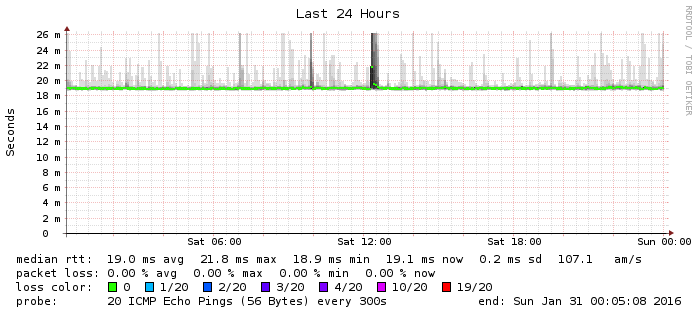 Last 24 Hours
RRDTOOL / TOBI OETIKER
Seconds
26 m
24 m
22 m
20 m
18 m
16 m
14 m
12 m
10 m
8 m
6 m
4 m
2 m
0
Sat 06:00 Sat 12:00 Sat 18:00 Sun 00:00
median rtt: 19.0 ms avg 21.8 ms max 18.9 ms min 19.1 ms now 0.2 ms sd 107.1 am/s
packet loss: 0.00 % avg 0.00 % max 0.00 % min 0.00 % now
loss color: 0 1/20 2/20 3/20 4/20 10/20 19/20
probe: 20 ICMP Echo Pings (56 Bytes) every 300s end: Sun Jan 31 00:05:08 2016